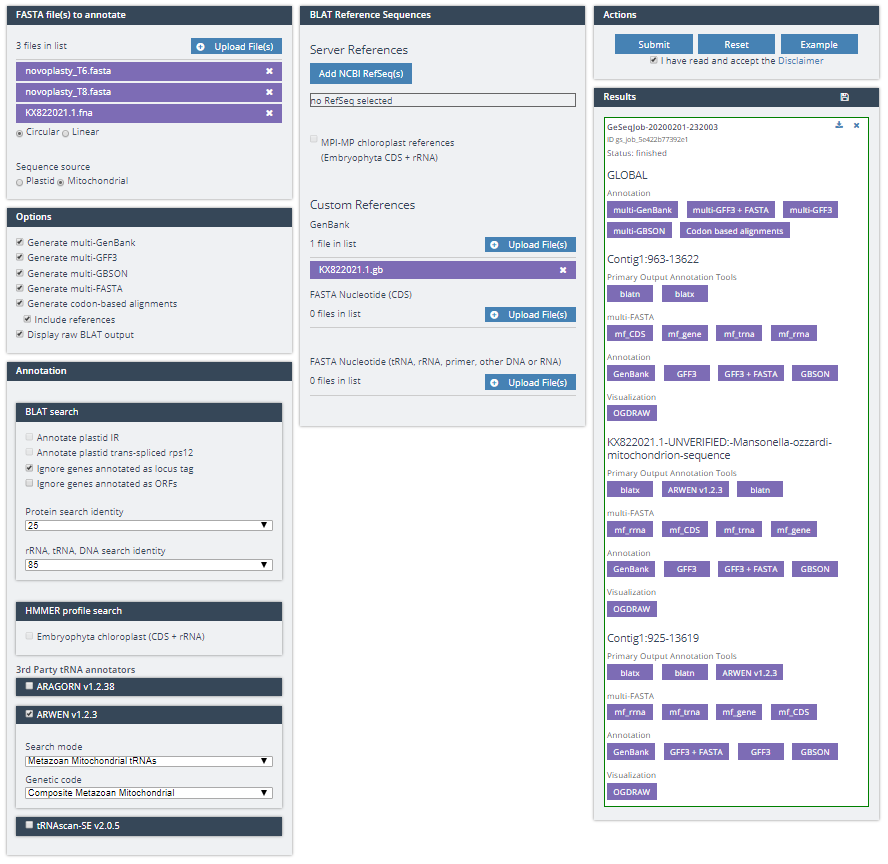 FASTA file(s) to annotate
3 files in list
Upload File(s)
novoplasty_T6.fasta
novoplasty_T8.fasta
KX822021.1.fna
Circular Linear
Sequence source
Plastid Mitochondrial
Options
Generate multi-GenBank
Generate multi-GFF3
Generate multi-GBSON
Generate multi-FASTA
Generate codon-based alignments
Include references
Display raw BLAT output
Annotation
BLAT search
Annotate plastid IR
Annotate plastid trans-spliced rps12
Ignore genes annotated as locus tag
Ignore genes annotated as ORFs
Protein search identity
25
rRNA, tRNA, DNA search identity
85
HMMER profile search
Embryophyta chloroplast (CDS + rRNA)
3rd Party tRNA annotators
ARAGORN v1.2.38
ARWEN v1.2.3
Search mode
Metazoan Mitochondrial tRNAs
Genetic code
Composite Metazoan Mitochondrial
tRNAscan-SE v2.0.5
BLAT Reference Sequences
Server References
Add NCBI RefSeq(s)
no RefSeq selected
MPI-MP chloroplast references
(Embryophyta CDS + rRNA)
Custom References
GenBank
1 file in list
Upload File(s)
KX822021.1.gb
FASTA Nucleotide (CDS)
0 files in list
Upload File(s)
FASTA Nucleotide (tRNA, rRNA, primer, other DNA or RNA)
0 files in list
Upload File(s)
Actions
Submit Reset Example
I have read and accept the Disclaimer
Results
GeSeqJob-20200201-232003
ID gs_job_5e422b77392e1
Status: finished
GLOBAL
Annotation
multi-GenBank multi-GFF3 + FASTA multi-GFF3
multi-GBSON Codon based alignments
Contig1:963-13622
Primary Output Annotation Tools
blatn blatx
multi-FASTA
mf_CDS mf_gene mf_trna mf_rrna
Annotation
GenBank GFF3 GFF3 + FASTA GBSON
Visualization
OGDRAW
KX822021.1-UNVERIFIED:-Mansonella-ozzardi-
mitochondrion-sequence
Primary Output Annotation Tools
blatx ARWEN v1.2.3 blatn
multi-FASTA
mf_rrna mf_CDS mf_trna mf_gene
Annotation
GenBank GFF3 GFF3 + FASTA GBSON
Visualization
OGDRAW
Contig1:925-13619
Primary Output Annotation Tools
blatx blatn ARWEN v1.2.3
multi-FASTA
mf_rrna mf_trna mf_gene mf_CDS
Annotation
GenBank GFF3 + FASTA GFF3 GBSON
Visualization
OGDRAW